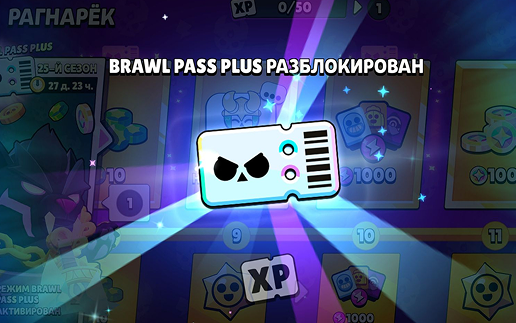 РАГНАРЁК
XP
0/50
1
PASS PLUS
25-Й СЕЗОН
27 д. 23 ч.
BRAWL PASS PLUS РАЗБЛОКИРОВАН
10
1
1000
1000
9
10
11
XP
1000
РЕЖИМ BRAWL
PASS PLUS
АКТИВИРОВАН